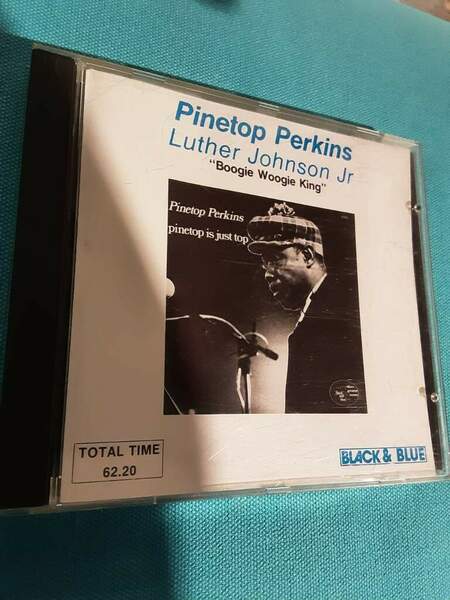 Pinetop Perkins
Luther Johnson Jr
"Boogie Woogie King"
Pinetop Perkins
pinetop is just top
TOTAL TIME
62.20
BLACK & BLUE